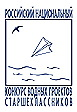 РОССИЙСКИЙ НАЦИОНАЛЬНЫЙ
КОНКУРС ВОДНЫХ ПРОЕКТОВ
СТАРШЕКЛАССНИКОВ